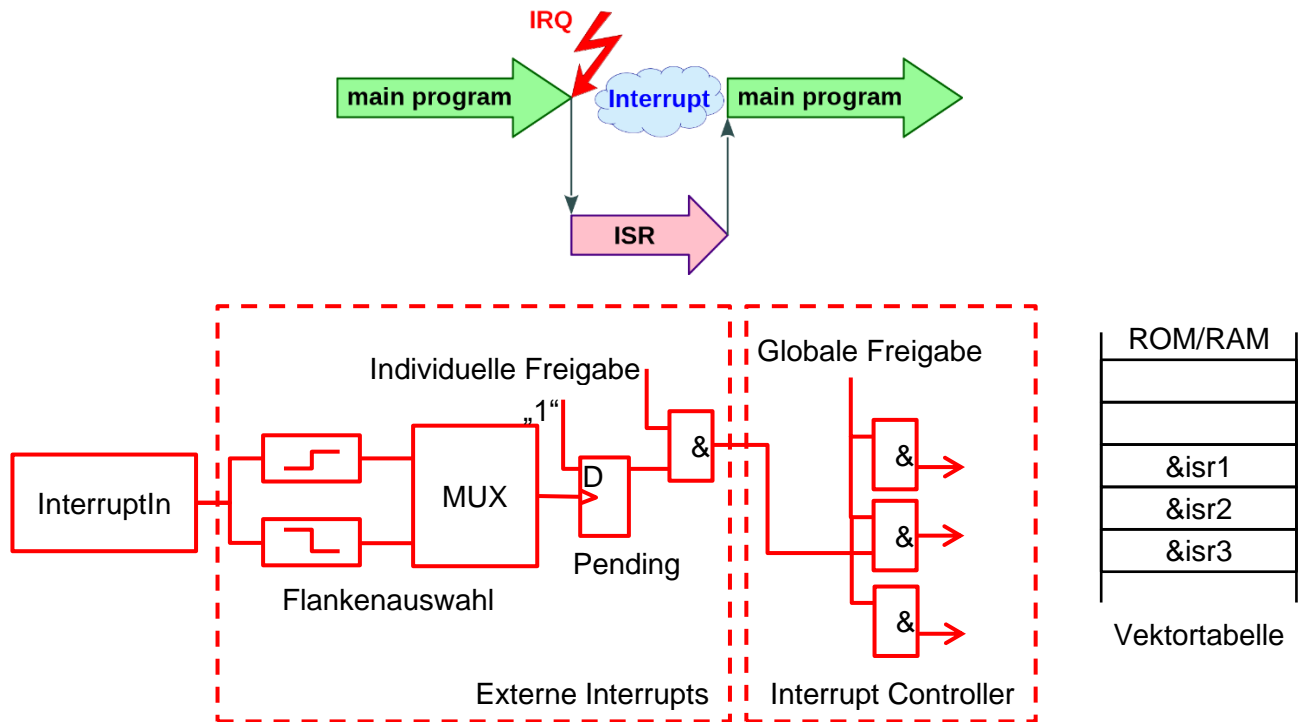 IRQ
main program
Interrupt
main program
ISR
Individuelle Freigabe
„1“
Globale Freigabe
ROM/RAM
InterruptIn
MUX
D
&
&
&
&
&isr1
&isr2
&isr3
Pending
Flankenauswahl
Vektortabelle
Externe Interrupts
Interrupt Controller